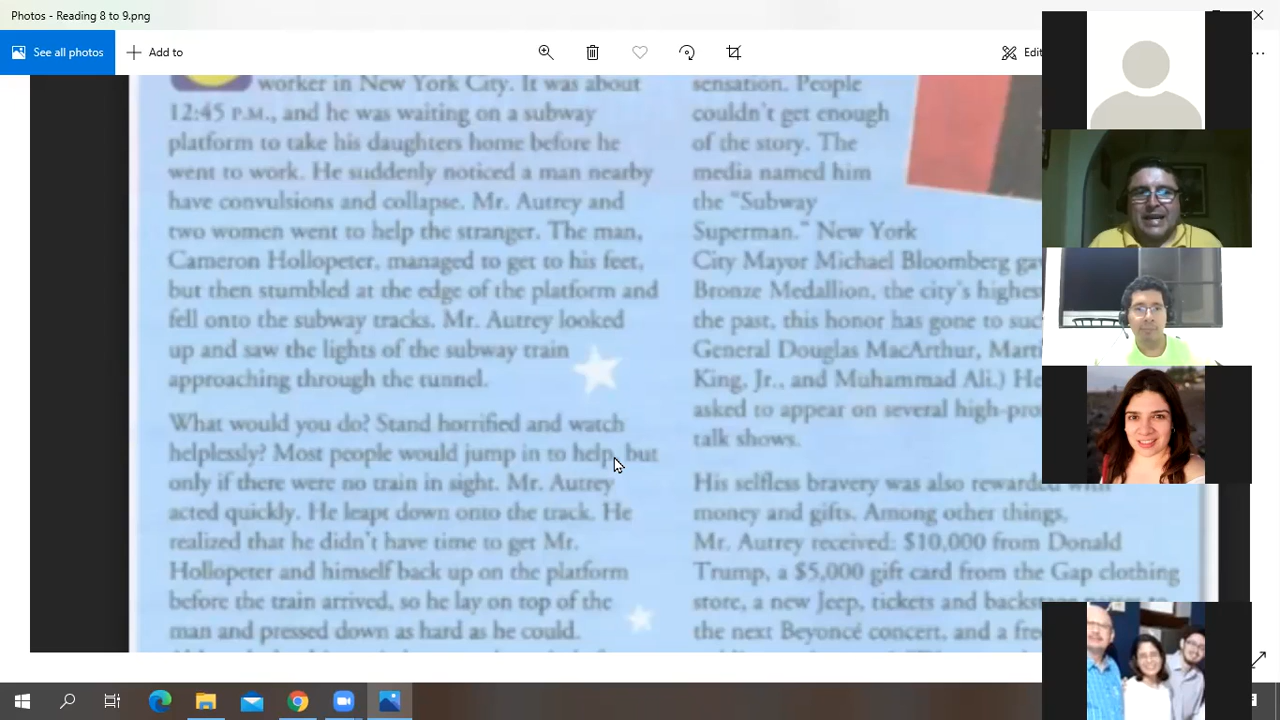 Photos - Reading 8 to 9.png
See all photos
Add to
worker in New York City. It was about
12:45 P.M., and he was waiting on a subway
platform to take his daughters home before he
went to work. He suddenly noticed a man nearby
have convulsions and collapse. Mr. Autrey and
two women went to help the stranger. The man,
Cameron Hollopeter, managed to get to his feet,
but then stumbled at the edge of the platform and
fell onto the subway tracks. Mr. Autrey looked
up and saw the lights of the subway train
approaching through the tunnel.
What would you do? Stand terrified and watch
helplessly? Most people would jump in to help, but
only if there were no train in sight. Mr. Autrey
acted quickly. He leapt down onto the track. He
realized that he didn't have time to get Mr.
Hollopeter and himself back up on the platform
before the train arrived, so he lay on top of the
man and pressed down as hard as he could.
sensation. People
couldn't get enough
of the story. The
media named him
the "Subway
Superman." New York
City Mayor Michael Bloomberg
Bronze Medallion, the city's
the past, this honor has gone to
General Douglas MacArthur,
King, Jr., and Muhammad Ali.)
asked to appear on several
talk shows.
His selfless bravery was also rewarded with
money and gifts. Among other things,
Mr. Autrey received: $10,000 from Donald
Trump, a $5,000 gift card from the Gap clothing
store, a new Jeep, tickets and
the next Beyoncé concert, and a